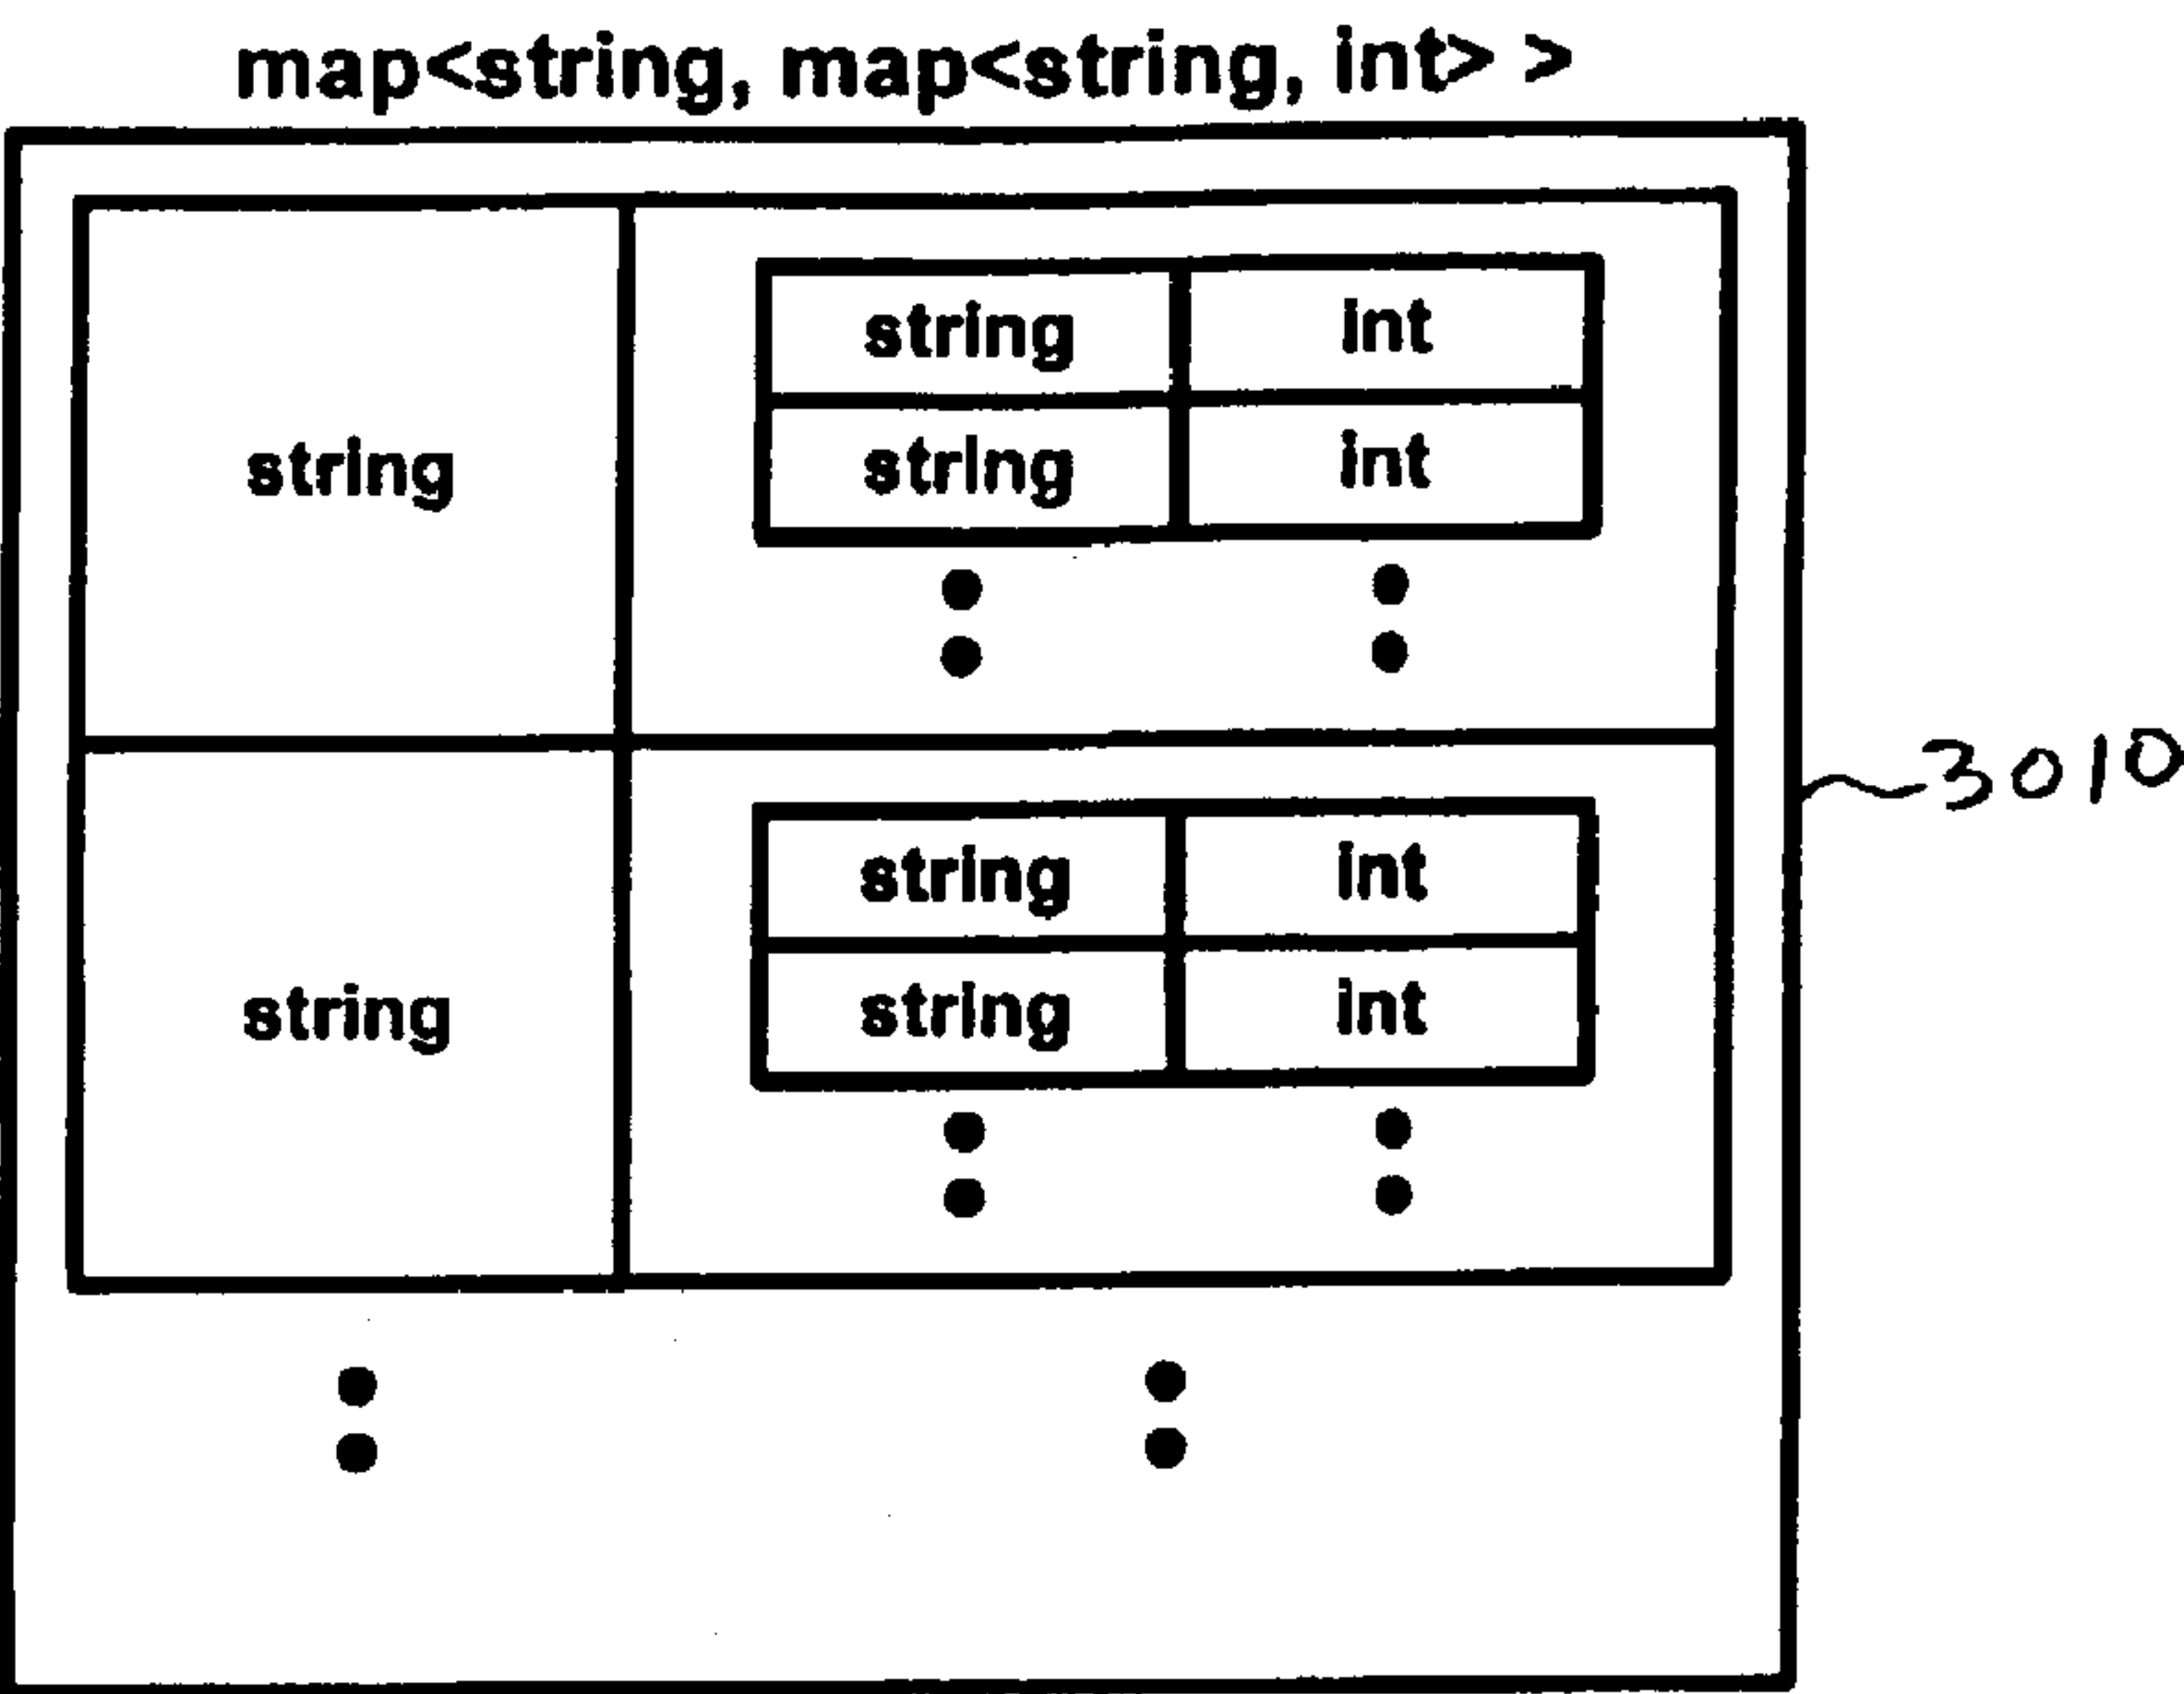 map<string, map<string, int> >
string int
string
string int
3010
string int
string
string int